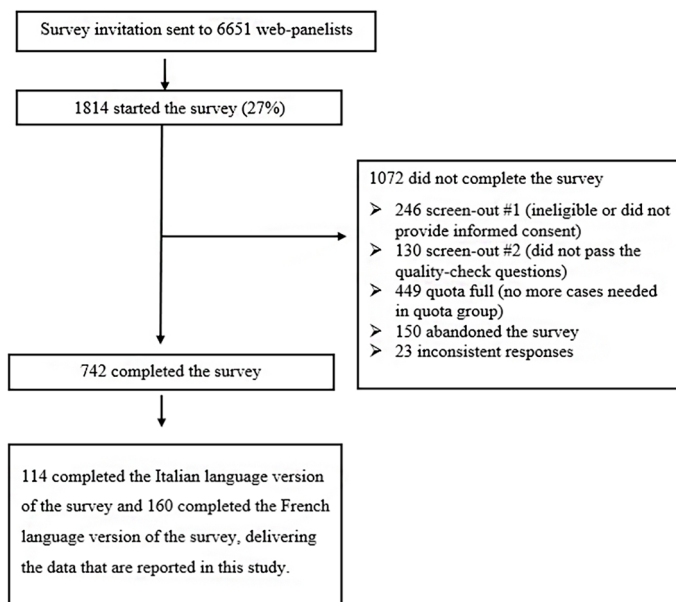 Survey invitation sent to 6651 web-panelists
1814 started the survey (27%)
1072 did not complete the survey
➢ 246 screen-out #1 (ineligible or did not
provide informed consent)
➢ 130 screen-out #2 (did not pass the
quality-check questions)
➢ 449 quota full (no more cases needed
in quota group)
➢ 150 abandoned the survey
➢ 23 inconsistent responses
742 completed the survey
114 completed the Italian language version
of the survey and 160 completed the French
language version of the survey, delivering
the data that are reported in this study.